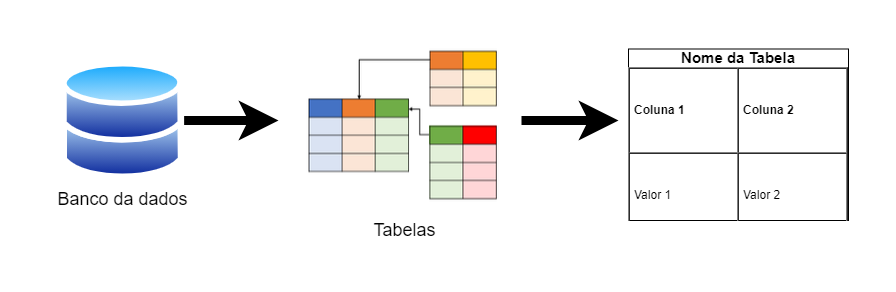 Banco da dados
Tabelas
Nome da Tabela
Coluna 1
Coluna 2
Valor 1
Valor 2